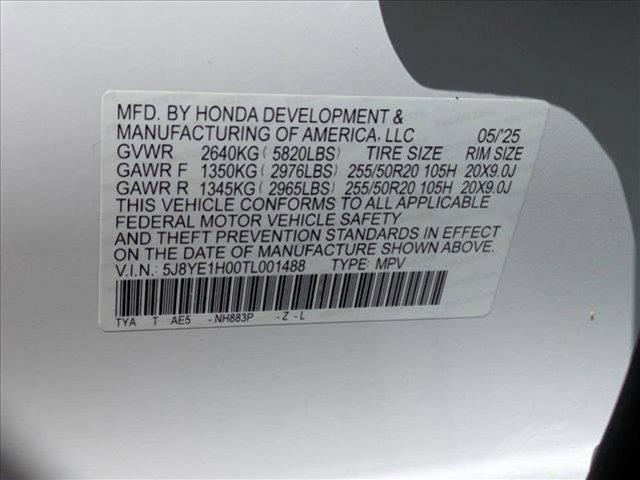 MFD. BY HONDA DEVELOPMENT &
MANUFACTURING OF AMERICA, LLC 05/'25
GVWR 2640KG ( 5820LBS) TIRE SIZE RIM SIZE
GAWR F 1350KG ( 2976LBS) 255/50R20 105H 20X9.0J
GAWR R 1345KG ( 2965LBS) 255/50R20 105H 20X9.0J
THIS VEHICLE CONFORMS TO ALL APPLICABLE
FEDERAL MOTOR VEHICLE SAFETY
AND THEFT PREVENTION STANDARDS IN EFFECT
ON THE DATE OF MANUFACTURE SHOWN ABOVE.
V.I.N.: 5J8YE1H00TL001488 TYPE: MPV
TYA T AE5 - NH883P - Z - L